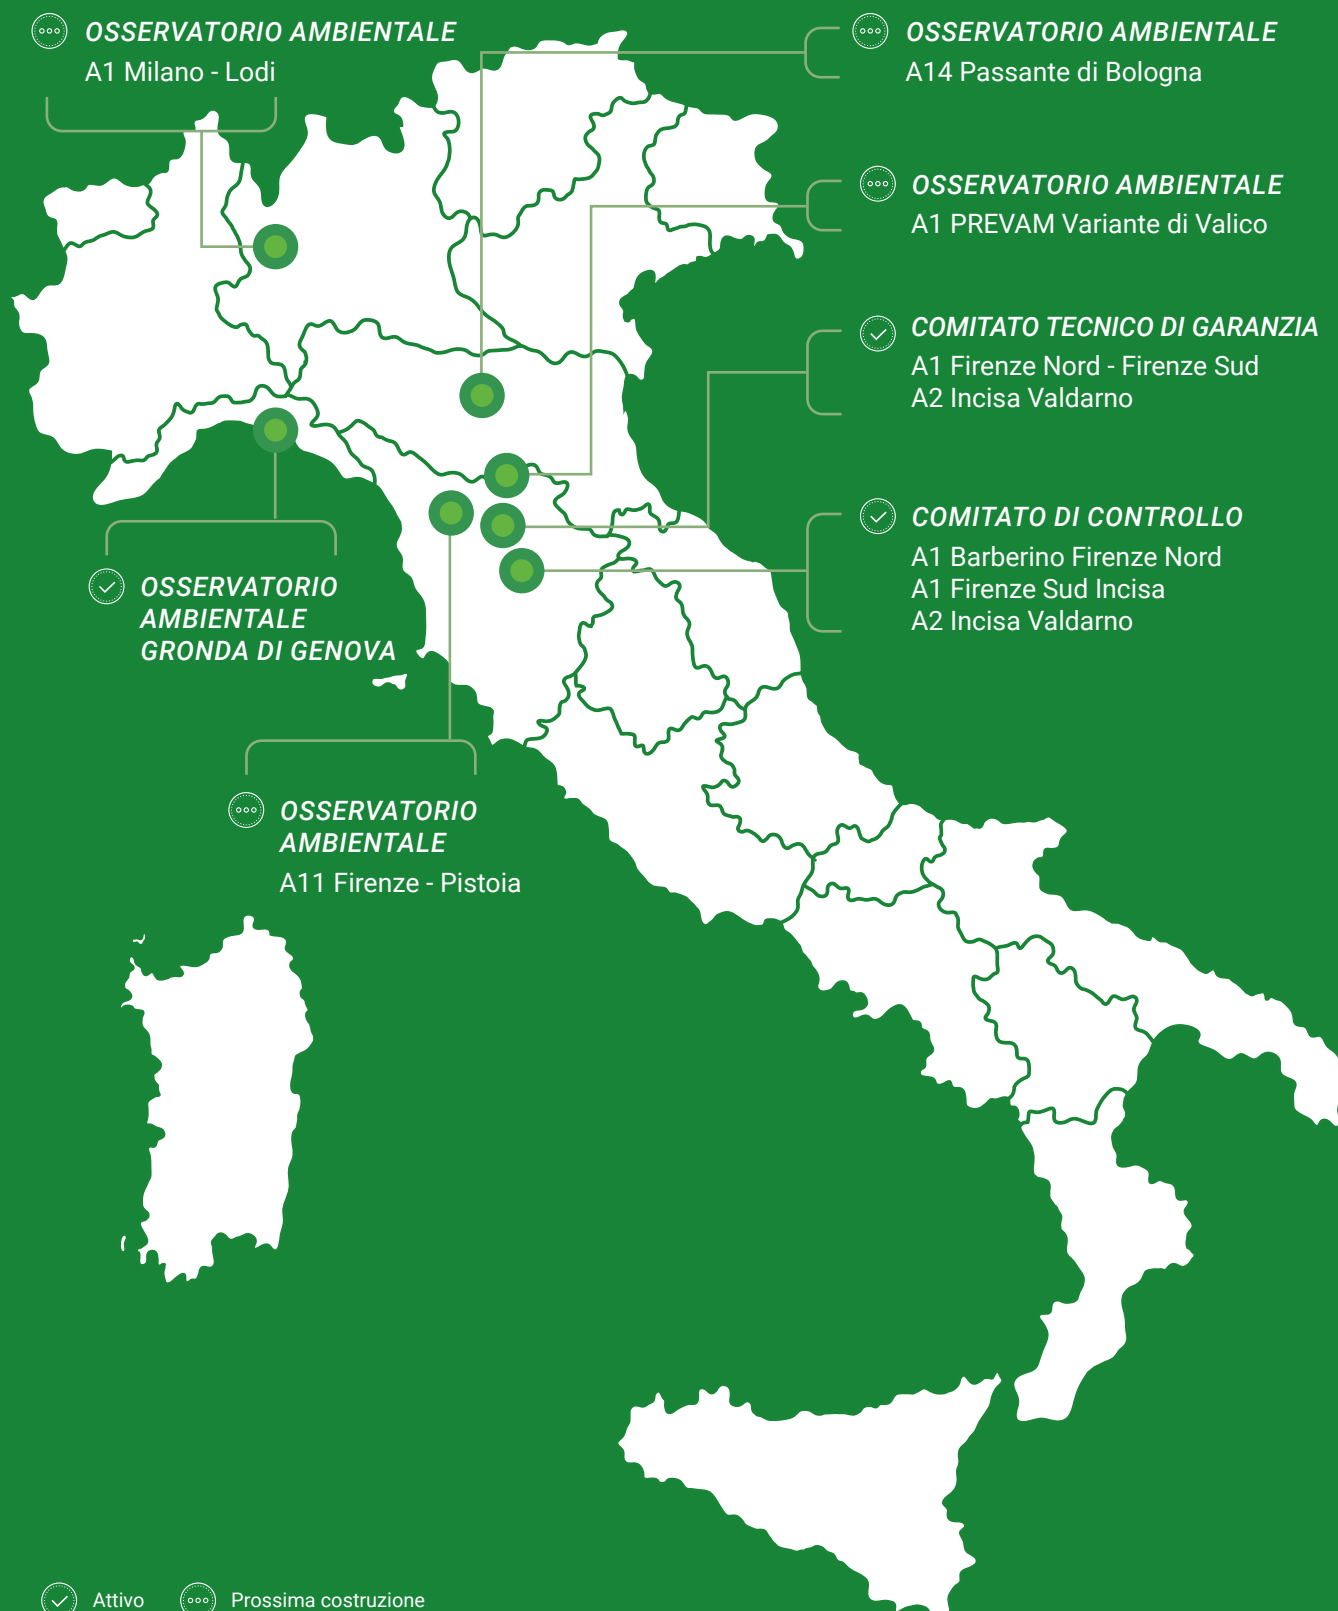 OSSERVATORIO AMBIENTALE
A1 Milano - Lodi
OSSERVATORIO AMBIENTALE
A14 Passante di Bologna
OSSERVATORIO AMBIENTALE
A1 PREVAM Variante di Valico
COMITATO TECNICO DI GARANZIA
A1 Firenze Nord - Firenze Sud
A2 Incisa Valdarno
COMITATO DI CONTROLLO
A1 Barberino Firenze Nord
A1 Firenze Sud Incisa
A2 Incisa Valdarno
OSSERVATORIO
AMBIENTALE
GRONDA DI GENOVA
OSSERVATORIO
AMBIENTALE
A11 Firenze - Pistoia
Attivo
Prossima costruzione